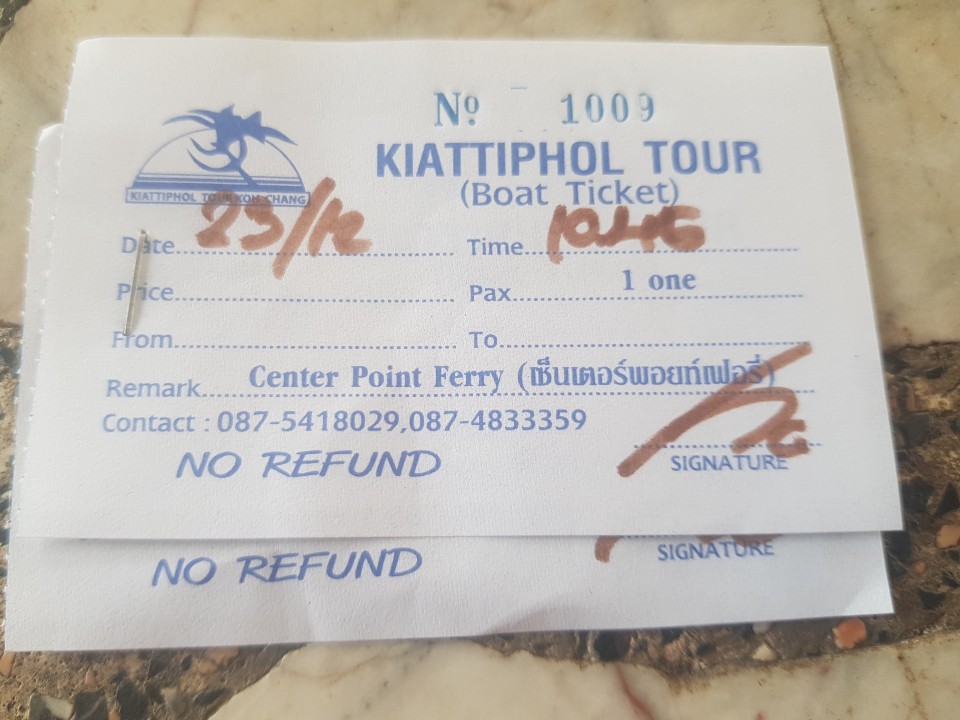 Nº 1009
KIATTIPHOL TOUR
(Boat Ticket)
KIATTIPHOL TOUR KOH CHANG
Date 23/12 Time 10.45
Price Pax 1 one
From To
Remark Center Point Ferry (เซ็นเตอร์พอยท์เฟอรี่)
Contact : 087-5418029,087-4833359
NO REFUND SIGNATURE
NO REFUND SIGNATURE